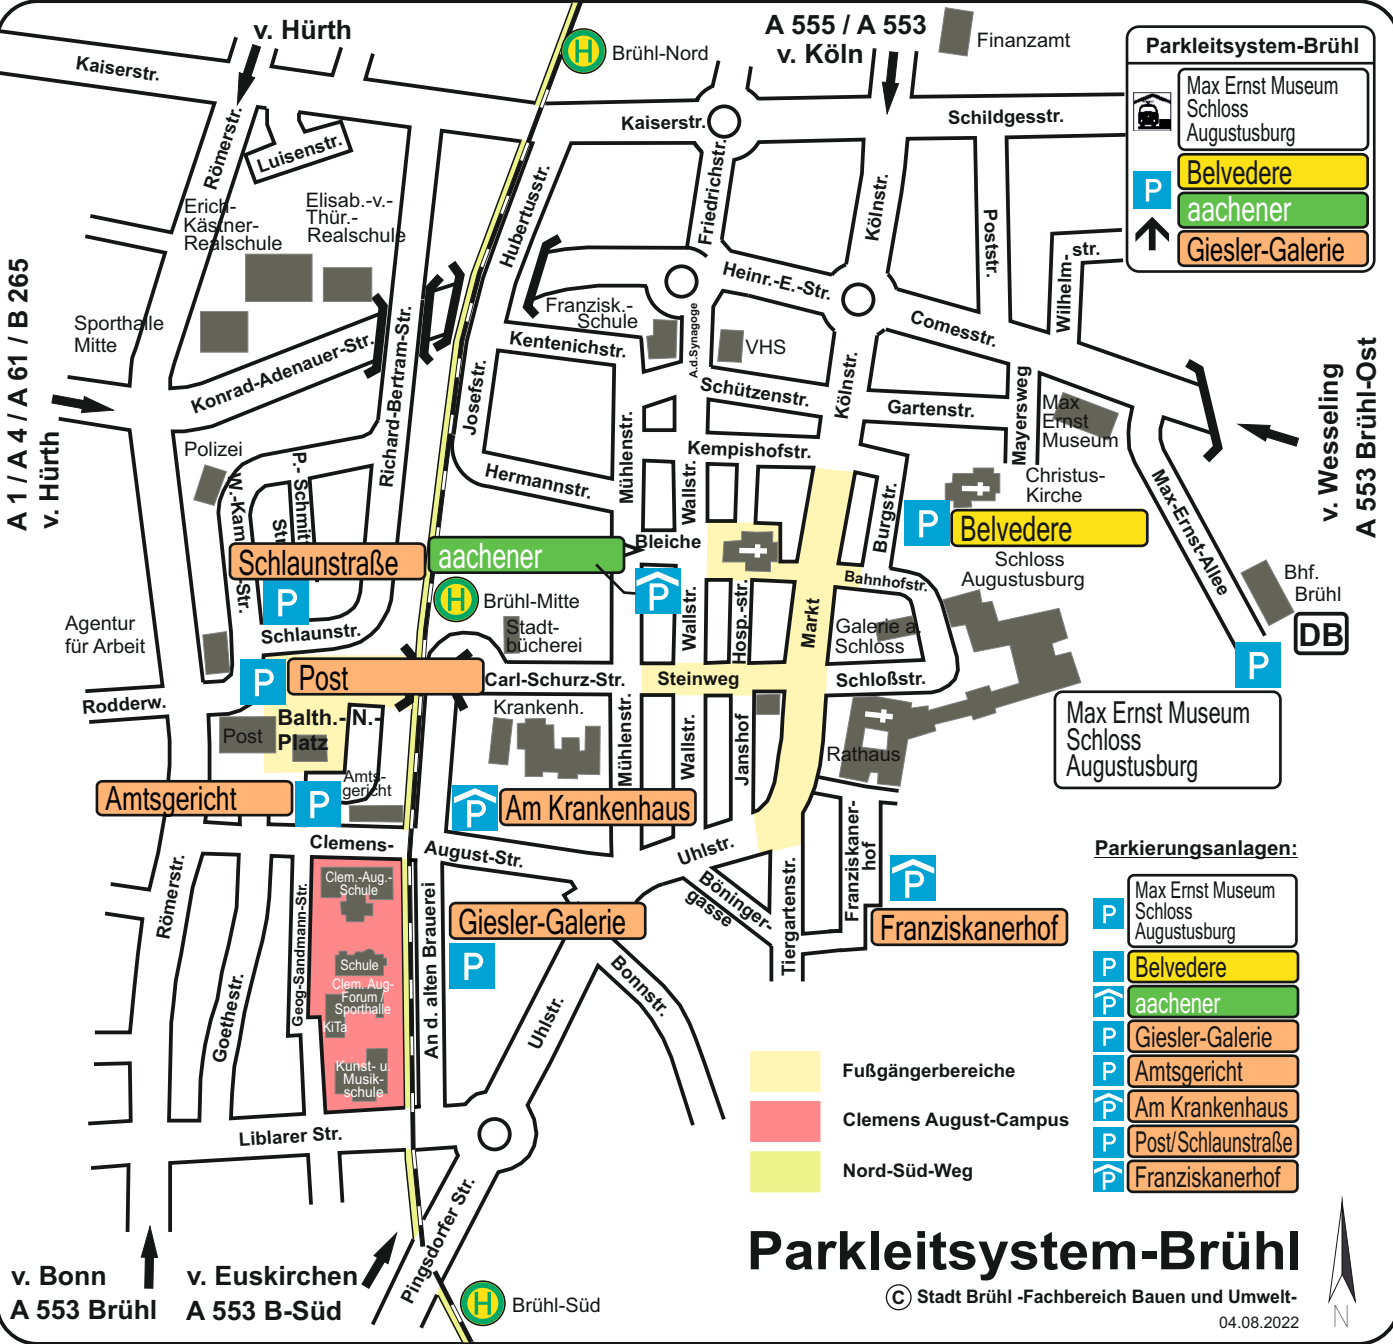 v. Hürth
A 555 / A 553
v. Köln
Finanzamt
H
Brühl-Nord
Kaiserstr.
Kaiserstr.
Schildgesstr.
Parkleitsystem-Brühl
Max Ernst Museum
Schloss
Augustusburg
P
Belvedere
aachener
Giesler-Galerie
Römerstr.
Luisenstr.
Erich-
Kästner-
Realschule
Elisab.-v.-
Thür.-
Realschule
Hubertusstr.
Friedrichstr.
Kölnstr.
Poststr.
Wilhelm-
str.
Heinr.-E.-Str.
Comesstr.
A 1 / A 4 / A 61 / B 265
v. Hürth
Sporthalle
Mitte
Konrad-Adenauer-Str.
Richard-Bertram-Str.
Josefstr.
Franzisk.-
Schule
Kentenichstr.
A.d.Synagoge
VHS
Schützenstr.
Kölnstr.
Gartenstr.
Mayersweg
Max
Ernst
Museum
v. Wesseling
A 553 Brühl-Ost
Polizei
W.-Kam
Str.
P.-
Schmit
Str
Hermannstr.
Mühlenstr.
Kempishofstr.
Wallstr.
Bleiche
Burgstr.
Christus-
Kirche
P
Belvedere
Schloss
Augustusburg
Max-Ernst-Allee
Bhf.
Brühl
DB
P
Max Ernst Museum
Schloss
Augustusburg
Schlaunstraße
P
aachener
P
H
Brühl-Mitte
Stadt-
bücherei
Agentur
für Arbeit
Schlaunstr.
Wallstr.
Hosp.-str.
Markt
Bahnhofstr.
Galerie a.
Schloss
P
Post
Carl-Schurz-Str.
Steinweg
Schloßstr.
Rodderw.
Post
Balth.-N.-
Platz
Krankenh.
Mühlenstr.
Wallstr.
Janshof
Rathaus
Amtsgericht
P
Amts-
gericht
P
Am Krankenhaus
Clemens-
August-Str.
Uhlstr.
Böninger-
gasse
Tiergartenstr.
Franziskaner-
hof
P
Franziskanerhof
Römerstr.
Goethestr.
Geog-Sandmann-Str.
Clem.-Aug.-
Schule
Schule
Clem. Aug-
Forum /
Sporthalle
KiTa
Kunst- u.
Musik-
schule
An d. alten Brauerei
Giesler-Galerie
P
Bonnstr.
Uhlstr.
Liblarer Str.
Pingsdorfer Str.
H
Brühl-Süd
v. Bonn
A 553 Brühl
v. Euskirchen
A 553 B-Süd
Fußgängerbereiche
Clemens August-Campus
Nord-Süd-Weg
Parkierungsanlagen:
P
Max Ernst Museum
Schloss
Augustusburg
P
Belvedere
P
aachener
P
Giesler-Galerie
P
Amtsgericht
P
Am Krankenhaus
P
Post/Schlaunstraße
P
Franziskanerhof
Parkleitsystem-Brühl
C Stadt Brühl -Fachbereich Bauen und Umwelt-
04.08.2022
N